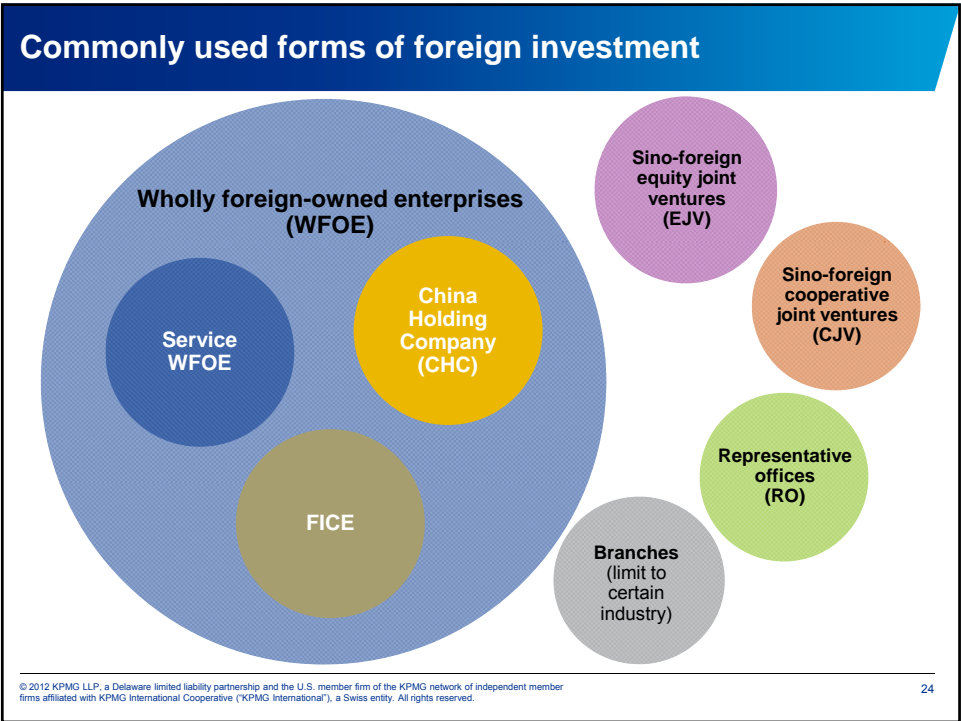 Commonly used forms of foreign investment
Wholly foreign-owned enterprises
(WFOE)
Service
WFOE
China
Holding
Company
(CHC)
FICE
Sino-foreign
equity joint
ventures
(EJV)
Sino-foreign
cooperative
joint ventures
(CJV)
Representative
offices
(RO)
Branches
(limit to
certain
industry)
© 2012 KPMG LLP, a Delaware limited liability partnership and the U.S. member firm of the KPMG network of independent member
firms affiliated with KPMG International Cooperative (“KPMG International”), a Swiss entity. All rights reserved.
24